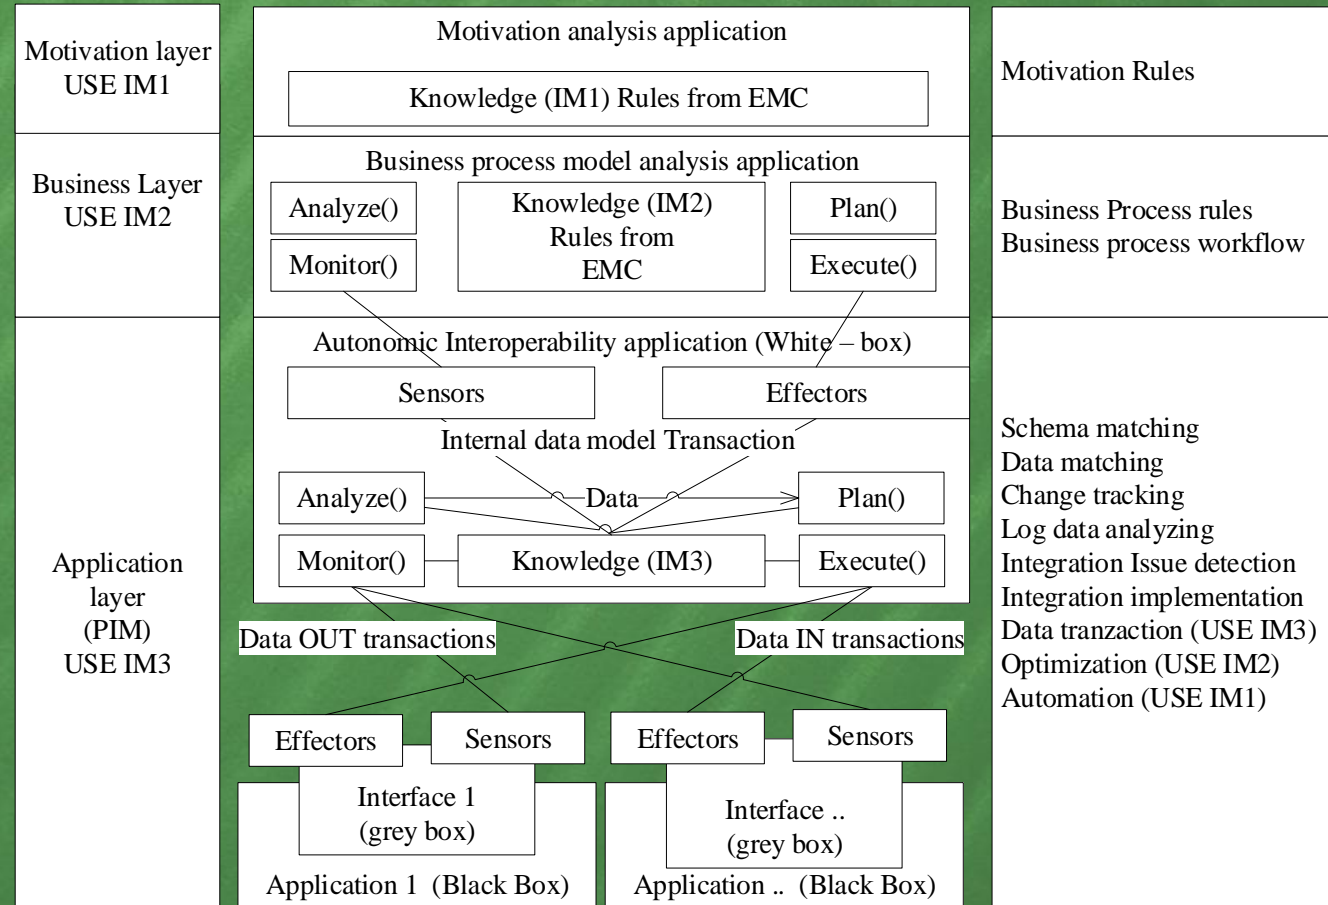 Motivation layer
USE IM1
Motivation analysis application
Knowledge (IM1) Rules from EMC
Motivation Rules
Business Layer
USE IM2
Business process model analysis application
Analyze()
Monitor()
Knowledge (IM2)
Rules from
EMC
Plan()
Execute()
Business Process rules
Business process workflow
Application
layer
(PIM)
USE IM3
Autonomic Interoperability application (White – box)
Sensors
Effectors
Internal data model Transaction
Analyze()
Data
Plan()
Monitor()
Knowledge (IM3)
Execute()
Data OUT transactions
Data IN transactions
Effectors
Sensors
Effectors
Sensors
Interface 1
(grey box)
Interface ..
(grey box)
Application 1  (Black Box)
Application ..  (Black Box)
Schema matching
Data matching
Change tracking
Log data analyzing
Integration Issue detection
Integration implementation
Data tranzaction (USE IM3)
Optimization (USE IM2)
Automation (USE IM1)